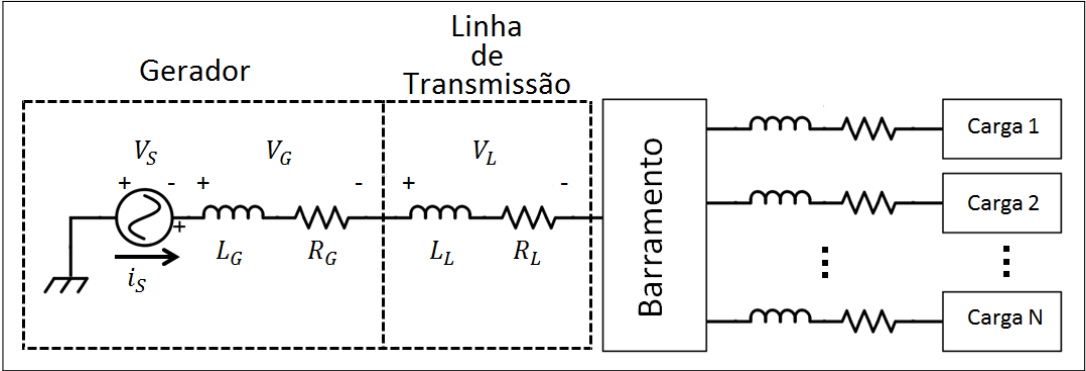 Linha
de
Transmissão
Gerador
V_S
V_G
V_L
+ - + - + -
+
i_S
L_G
R_G
L_L
R_L
Barramento
Carga 1
Carga 2
Carga N